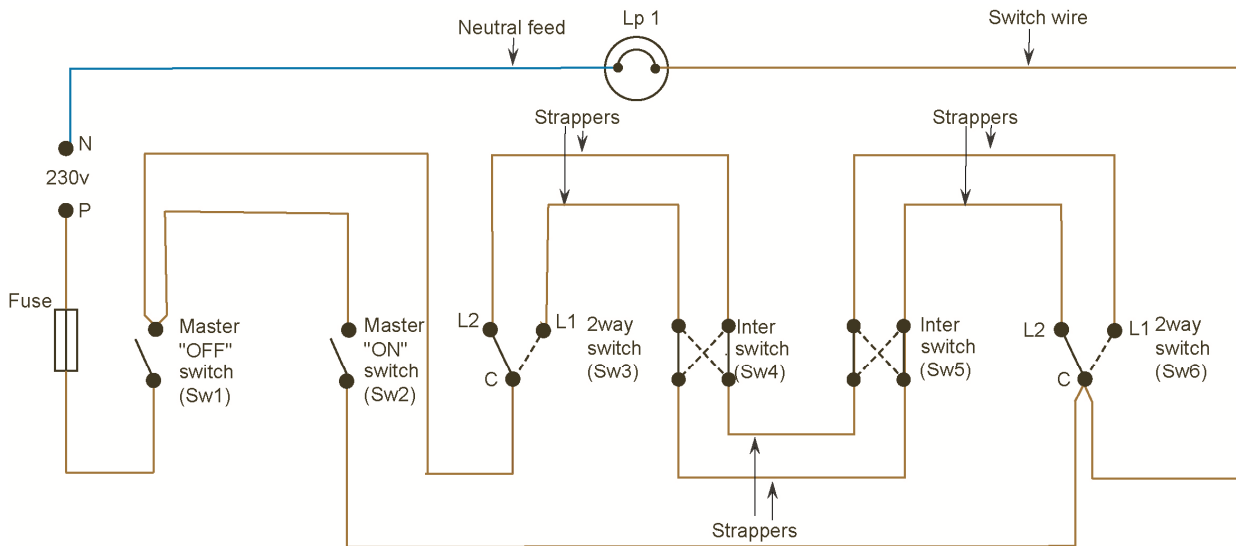 Lp 1
Neutral feed
Switch wire
Strappers
Strappers
N
230v
P
Fuse
Master
"OFF"
switch
(Sw1)
Master
"ON"
switch
(Sw2)
L2
L1
C
2way
switch
(Sw3)
Inter
switch
(Sw4)
Inter
switch
(Sw5)
L2
L1
C
2way
switch
(Sw6)
Strappers